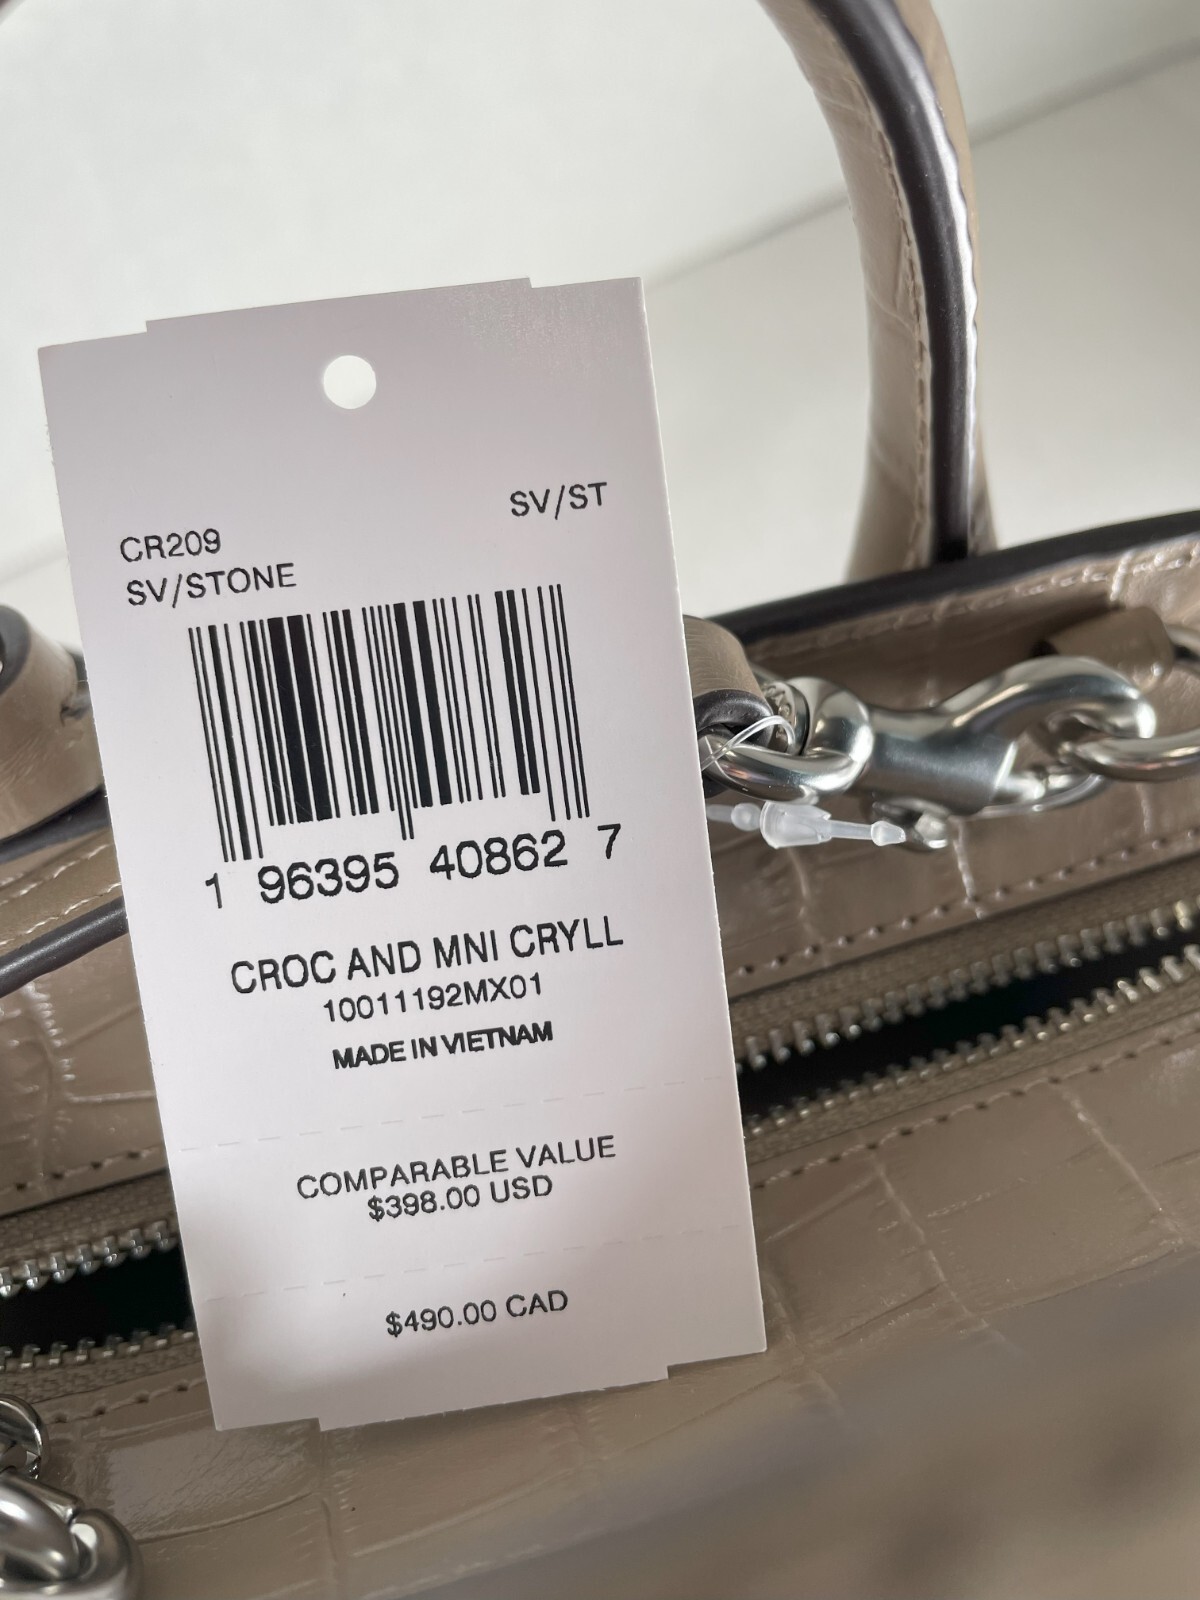 SV/ST
CR209
SV/STONE
1 96395 40862 7
CROC AND MNI CRYLL
10011192MX01
MADE IN VIETNAM
COMPARABLE VALUE
$398.00 USD
$490.00 CAD